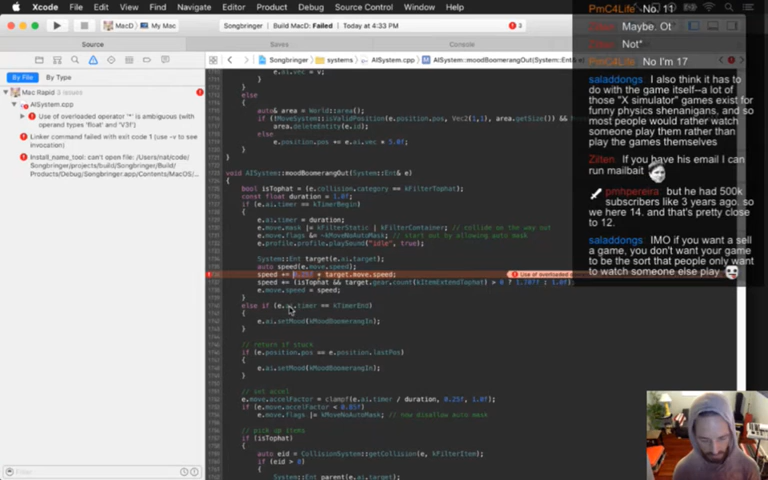 Xcode File Edit View Find Navigate Editor Product Debug Source Control Window Help
MacD My Mac
Songbringer Build MacD: Failed Today at 4:33 PM 3
Source Saves Console
Songbringer systems AISystem.cpp AISystem::moodBoomerangOut(System::Ent& e)
By File By Type
Mac Rapid 3 issues
AISystem.cpp
Use of overloaded operator '*' is ambiguous (with
operand types 'float' and 'V3f')
Linker command failed with exit code 1 (use -v to see
invocation)
Install_name_tool: can't open file: /Users/nat/code/
Songbringer/projects/build/Songbringer/Build/
Products/Debug/Songbringer.app/Contents/MacOS/...
else
{
auto& area = World::area();
area.deleteEntity(e.id);
else
e.position.pos += e.ai.vec * 5.0f;
}
void AISystem::moodBoomerangOut(System::Ent& e)
{
bool isTophat = (e.collision.category == kFilterTophat);
const float duration = 1.0f;
if (e.ai.timer == kTimerBegin)
{
e.ai.timer = duration;
e.move.mask |= kFilterStatic | kFilterContainer; // collide on the way out
e.move.flags &= ~kMoveNoAutoMask; // start out by allowing auto mask
e.profile.profile.playSound("idle", true);
System::Ent target(e.ai.target);
auto speed(e.move.speed);
speed += 0.25f * target.move.speed;
Use of overloaded
speed *= (isTophat && target.gear.count(kItemExtendTophat) > 0 ? 1.707f : 1.0f);
e.move.speed = speed;
}
else if (e.ai.timer == kTimerEnd)
{
e.ai.setMood(kMoodBoomerangIn);
}
// return if stuck
if (e.position.pos == e.position.lastPos)
{
e.ai.setMood(kMoodBoomerangIn);
}
// set accel
e.move.accelFactor = clampf(e.ai.timer / duration, 0.25f, 1.0f);
if (e.move.accelFactor < 0.85f)
e.move.flags |= kMoveNoAutoMask; // now disallow auto mask
// pick up items
if (isTophat)
{
auto eid = CollisionSystem::getCollision(e, kFilterItem);
if (eid > 0)
{
System::Ent parent(e.ai.target);
Filter
PmC4Life No. 11
Maybe. Ot
Not*
PmC4Life No I'm 17
saladdongs: I also think it has to
do with the game itself--a lot of
those "X simulator" games exist for
funny physics shenanigans, and so
most people would rather watch
someone play them rather than
play the games themselves
Zilten: If you have his email I can
run mailbait
pmhpereira: but he had 500k
subscribers like 3 years ago. so
we here 14. and that's pretty close
to 12.
saladdongs: IMO if you want a sell
a game, you don't want your game
to be the sort that people only want
to watch someone else play